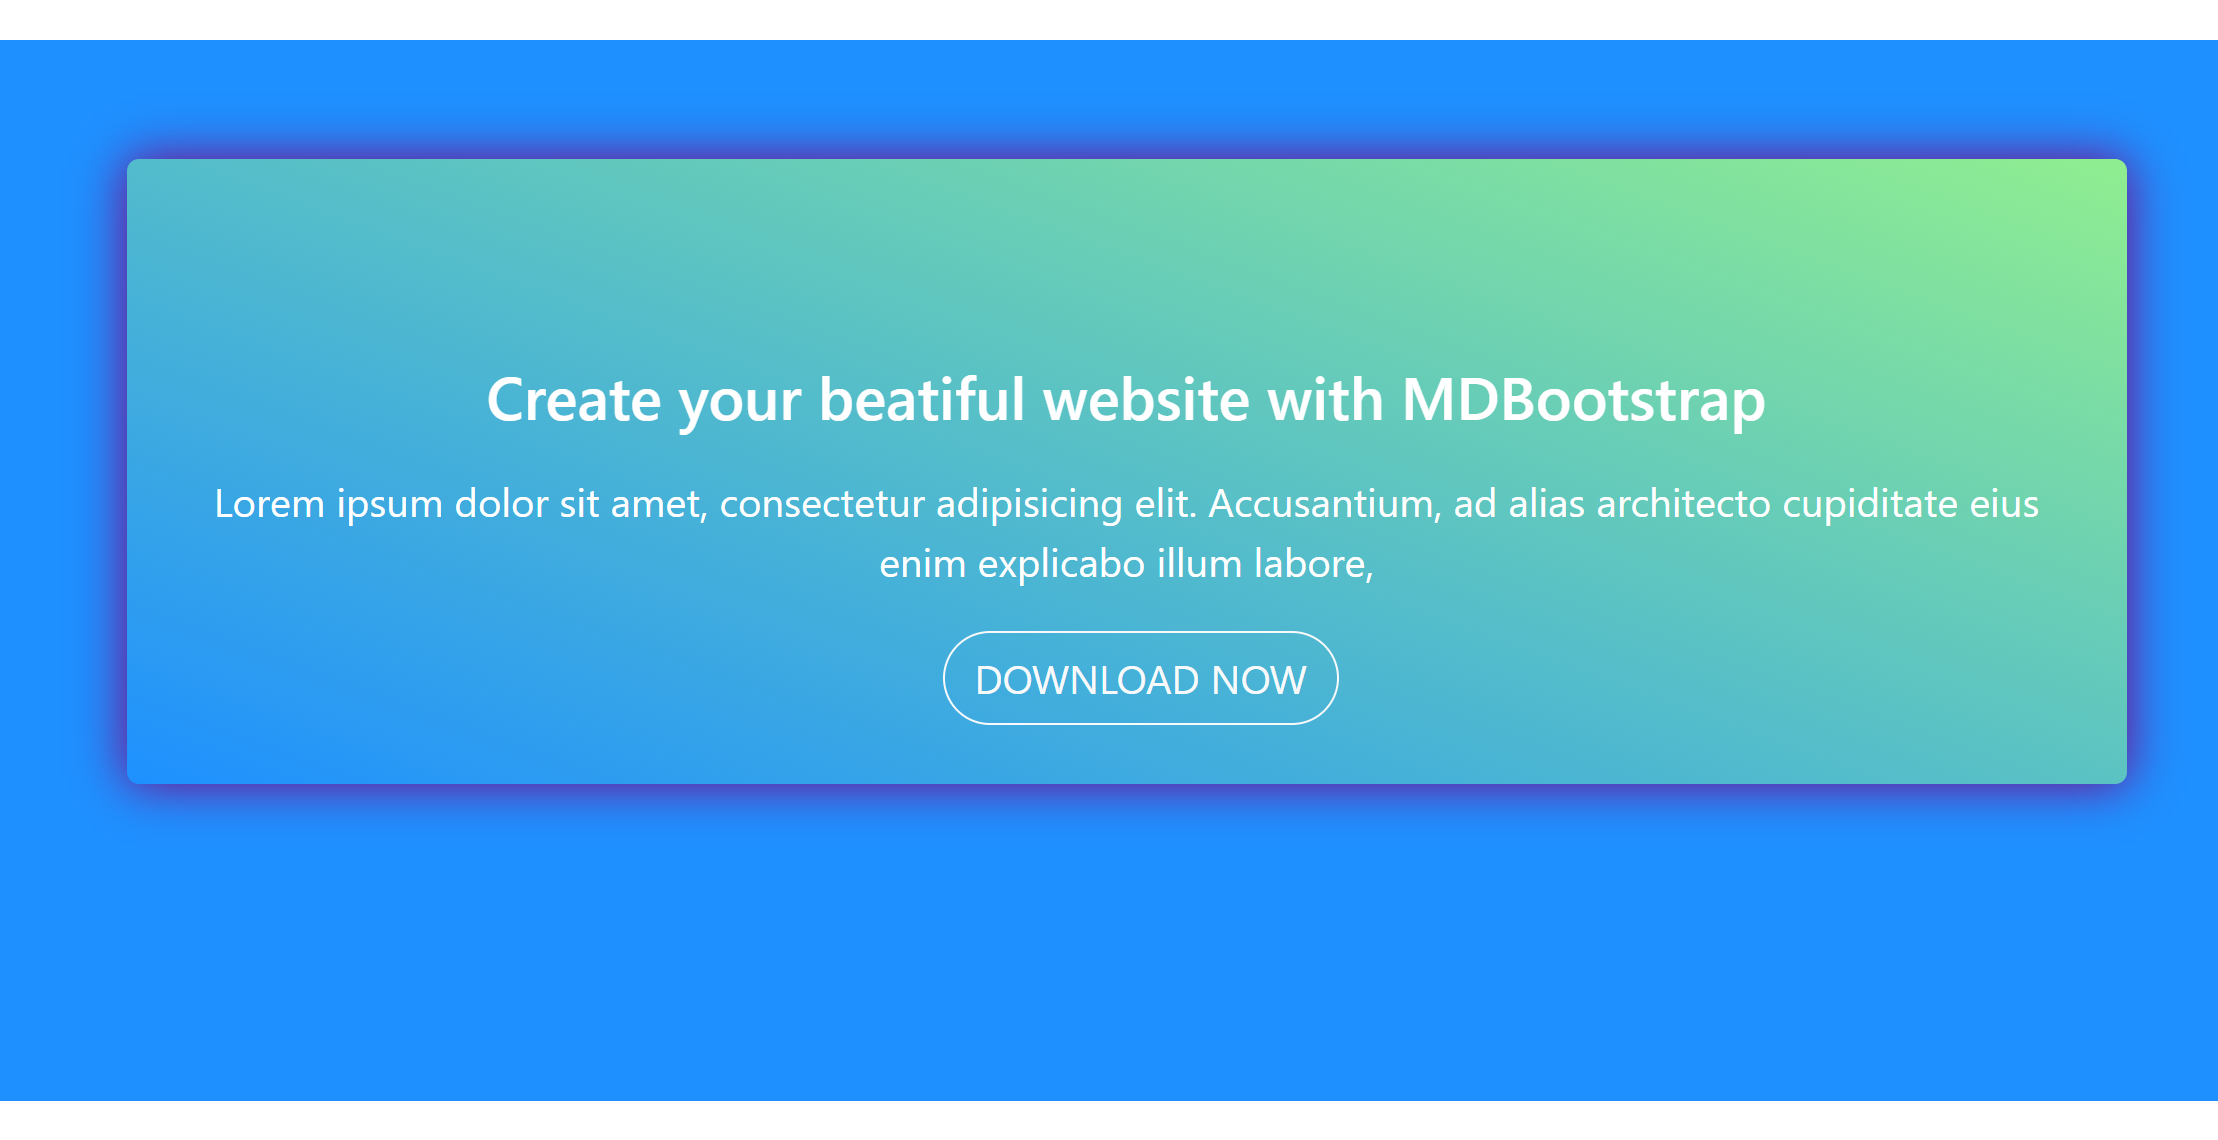 Create your beatiful website with MDBootstrap
Lorem ipsum dolor sit amet, consectetur adipisicing elit. Accusantium, ad alias architecto cupiditate eius
enim explicabo illum labore,
DOWNLOAD NOW